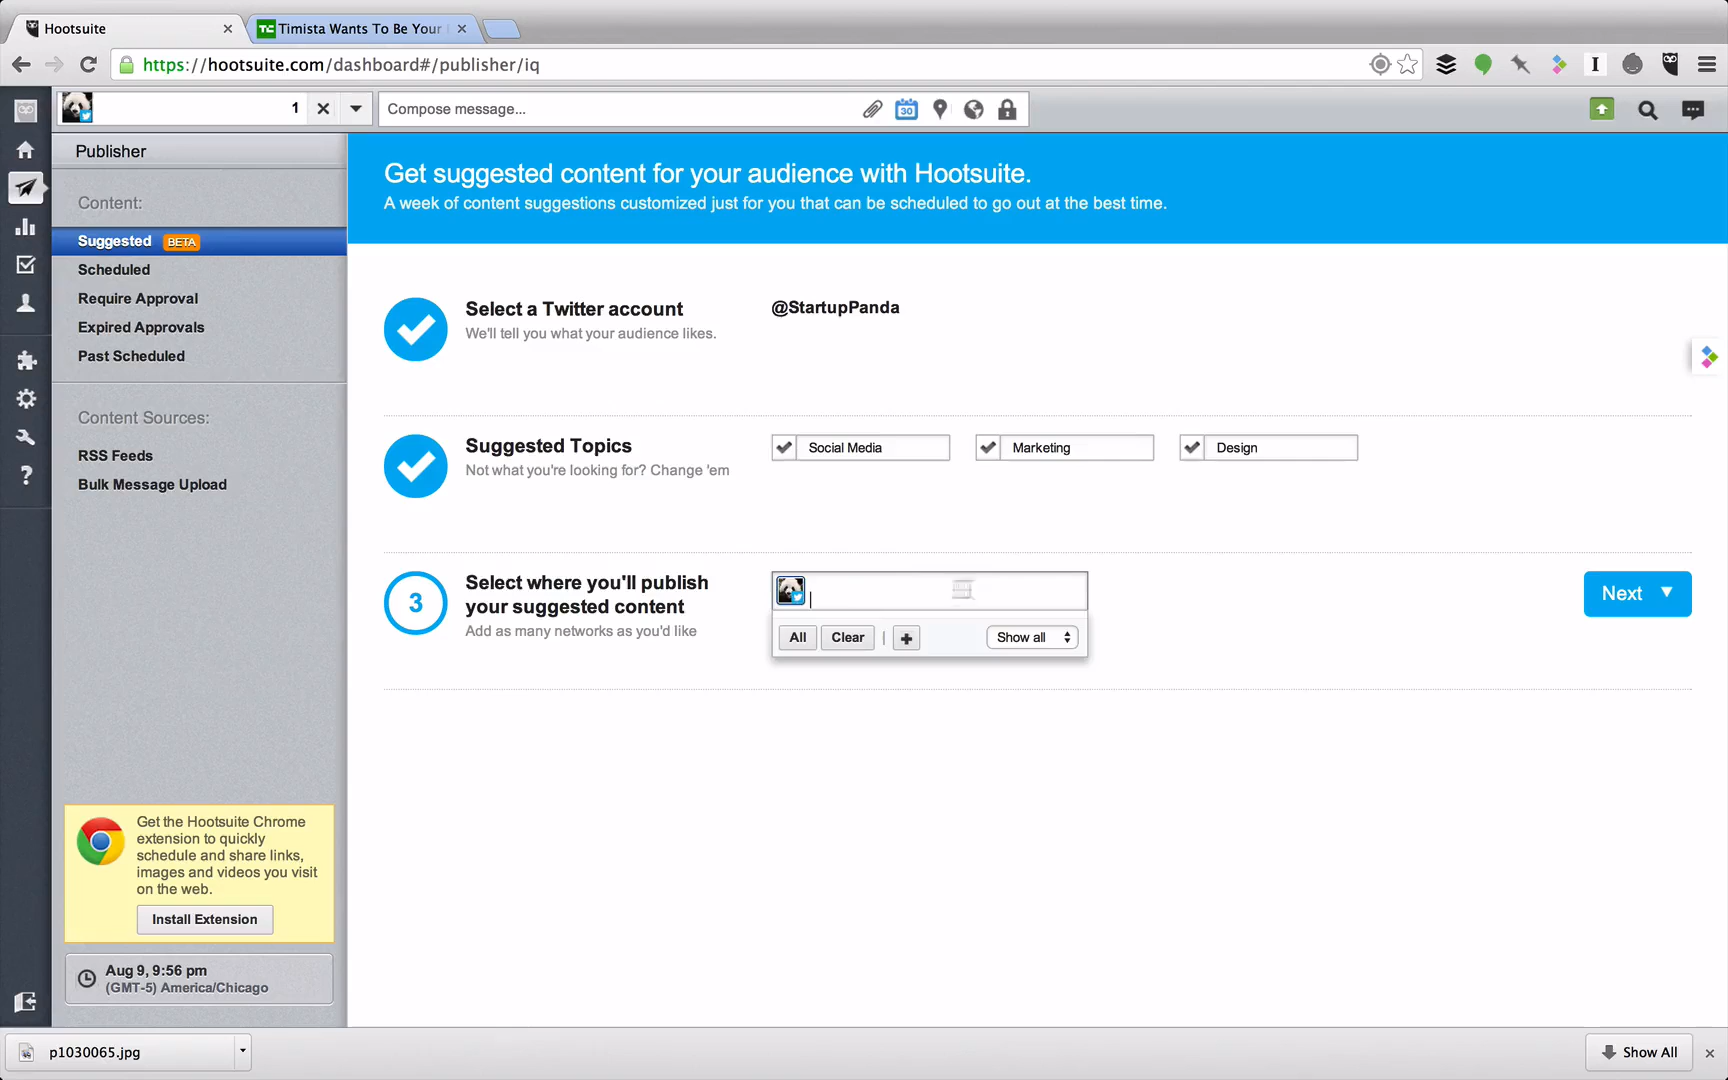 Hootsuite
TC Timista Wants To Be Your
https://hootsuite.com/dashboard#/publisher/iq
1
Compose message...
30
Publisher
Content:
Suggested BETA
Scheduled
Require Approval
Expired Approvals
Past Scheduled
Content Sources:
RSS Feeds
Bulk Message Upload
Get suggested content for your audience with Hootsuite.
A week of content suggestions customized just for you that can be scheduled to go out at the best time.
Select a Twitter account
We'll tell you what your audience likes.
@StartupPanda
Suggested Topics
Not what you're looking for? Change 'em
Social Media
Marketing
Design
3
Select where you'll publish
your suggested content
Add as many networks as you'd like
All
Clear
Show all
Next
Get the Hootsuite Chrome
extension to quickly
schedule and share links,
images and videos you visit
on the web.
Install Extension
Aug 9, 9:56 pm
(GMT-5) America/Chicago
p1030065.jpg
Show All